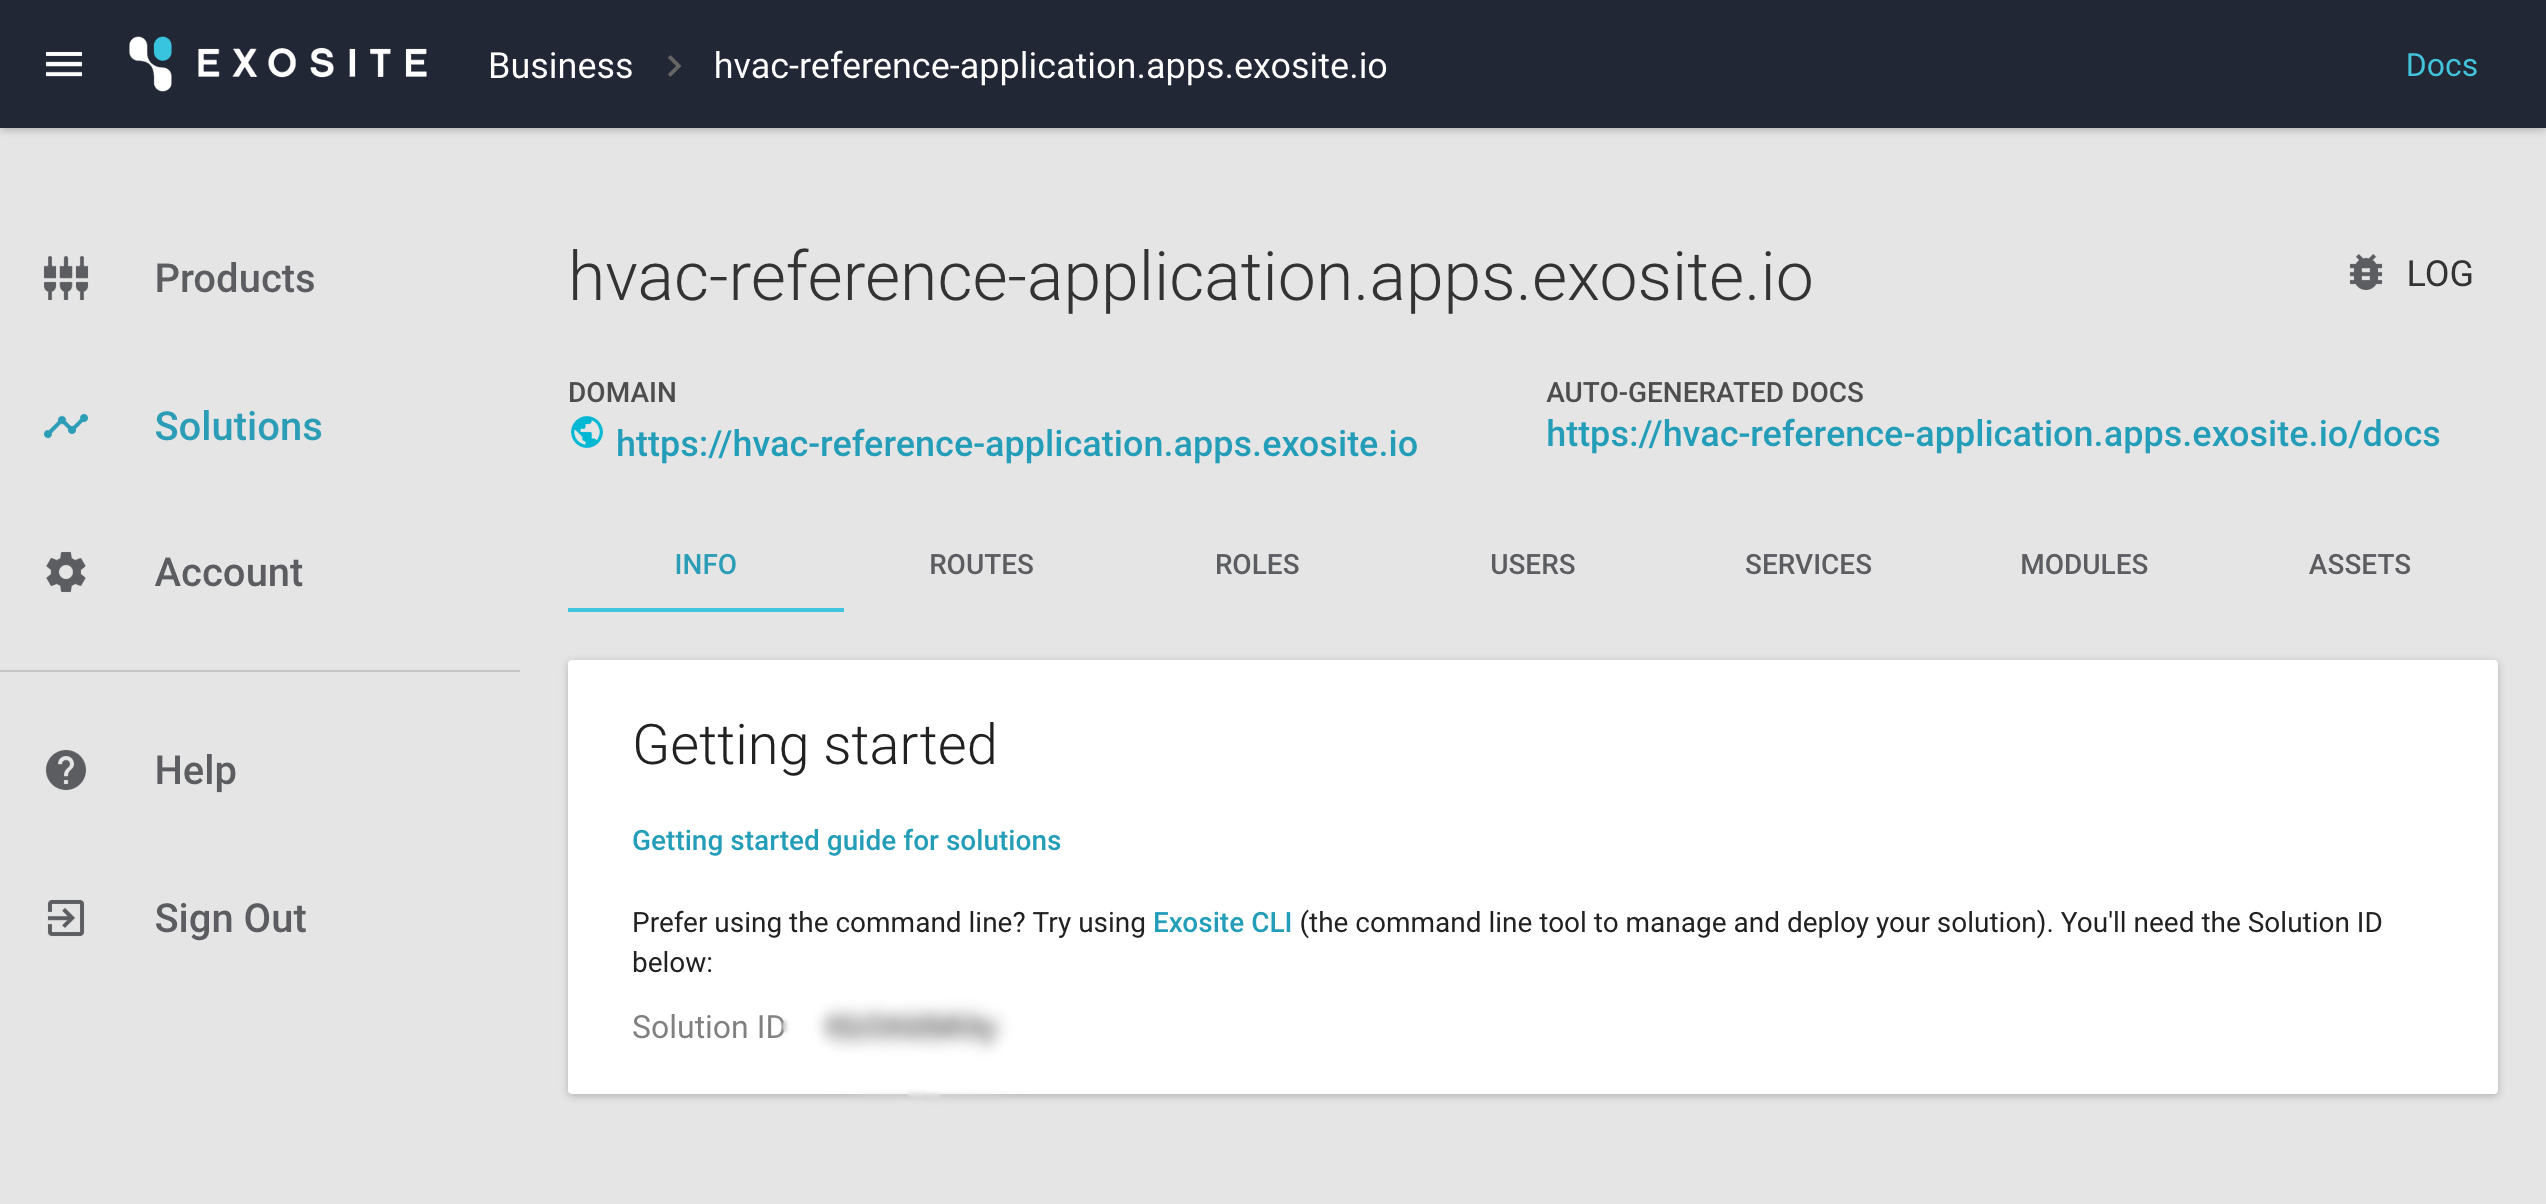 EXOSITE
Business
hvac-reference-application.apps.exosite.io
Docs
Products
Solutions
Account
Help
Sign Out
hvac-reference-application.apps.exosite.io
LOG
DOMAIN
https://hvac-reference-application.apps.exosite.io
AUTO-GENERATED DOCS
https://hvac-reference-application.apps.exosite.io/docs
INFO
ROUTES
ROLES
USERS
SERVICES
MODULES
ASSETS
Getting started
Getting started guide for solutions
Prefer using the command line? Try using Exosite CLI (the command line tool to manage and deploy your solution). You'll need the Solution ID
below:
Solution ID